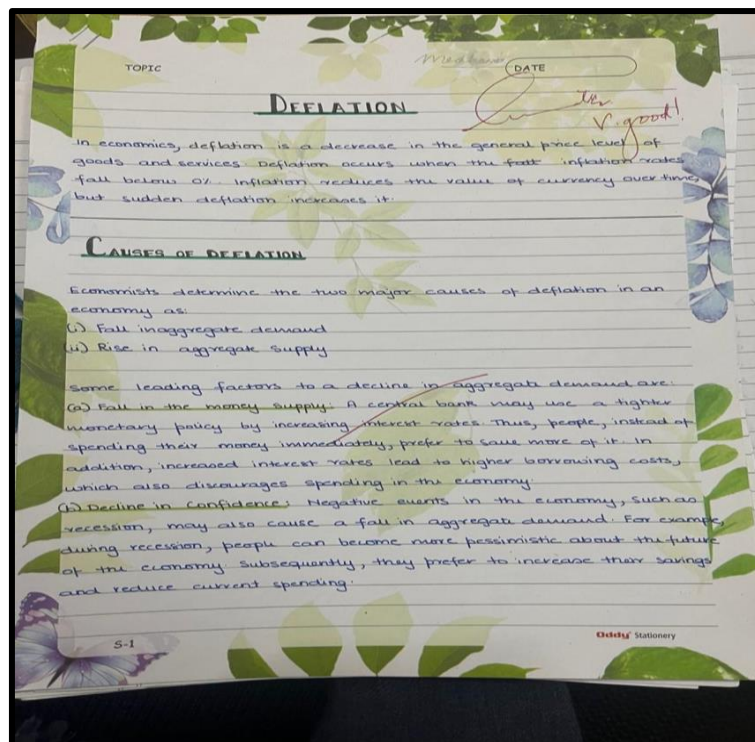 TOPIC
DATE
DEFLATION
V.good!
In economics, deflation is a decrease in the general price level of
goods and services. Deflation occurs when the inflation rates
fall below 0%. Inflation reduces the value of currency over time,
but sudden deflation increases it.
CAUSES OF DEFLATION
Economists determine the two major causes of deflation in an
economy as:
(i) Fall inaggregate demand
(ii) Rise in aggregate supply
Some leading factors to a decline in aggregate demand are:
(a) Fall in the money supply: A central bank may use a tighter
monetary policy by increasing interest rates. Thus, people, instead of
spending their money immediately, prefer to save more of it. In
addition, increased interest rates lead to higher borrowing costs,
which also discourages spending in the economy.
(b) Decline in confidence: Negative events in the economy, such as
recession, may also cause a fall in aggregate demand. For example,
during recession, people can become more pessimistic about the future
of the economy. Subsequently, they prefer to increase their savings
and reduce current spending.
S-1
Oddy Stationery